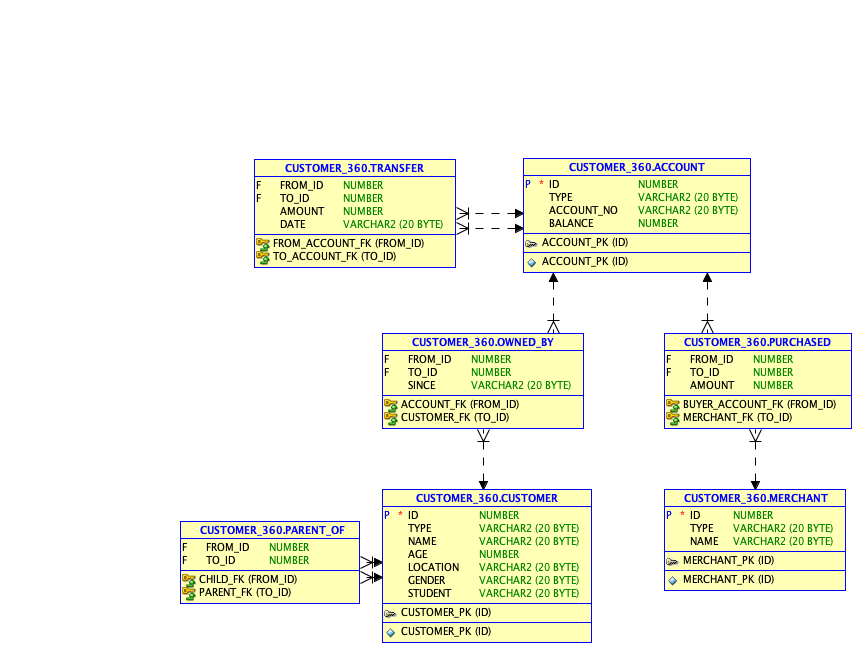 CUSTOMER_360.TRANSFER
F FROM_ID NUMBER
F TO_ID NUMBER
AMOUNT NUMBER
DATE VARCHAR2 (20 BYTE)
FROM_ACCOUNT_FK (FROM_ID)
TO_ACCOUNT_FK (TO_ID)
CUSTOMER_360.ACCOUNT
P * ID NUMBER
TYPE VARCHAR2 (20 BYTE)
ACCOUNT_NO VARCHAR2 (20 BYTE)
BALANCE NUMBER
ACCOUNT_PK (ID)
ACCOUNT_PK (ID)
CUSTOMER_360.OWNED_BY
F FROM_ID NUMBER
F TO_ID NUMBER
SINCE VARCHAR2 (20 BYTE)
ACCOUNT_FK (FROM_ID)
CUSTOMER_FK (TO_ID)
CUSTOMER_360.PURCHASED
F FROM_ID NUMBER
F TO_ID NUMBER
AMOUNT NUMBER
BUYER_ACCOUNT_FK (FROM_ID)
MERCHANT_FK (TO_ID)
CUSTOMER_360.PARENT_OF
F FROM_ID NUMBER
F TO_ID NUMBER
CHILD_FK (FROM_ID)
PARENT_FK (TO_ID)
CUSTOMER_360.CUSTOMER
P * ID NUMBER
TYPE VARCHAR2 (20 BYTE)
NAME VARCHAR2 (20 BYTE)
AGE NUMBER
LOCATION VARCHAR2 (20 BYTE)
GENDER VARCHAR2 (20 BYTE)
STUDENT VARCHAR2 (20 BYTE)
CUSTOMER_PK (ID)
CUSTOMER_PK (ID)
CUSTOMER_360.MERCHANT
P * ID NUMBER
TYPE VARCHAR2 (20 BYTE)
NAME VARCHAR2 (20 BYTE)
MERCHANT_PK (ID)
MERCHANT_PK (ID)